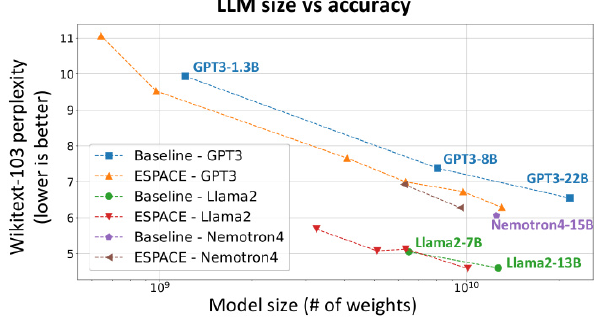 LLM size vs accuracy
11
10
9
8
7
6
5
Wikitext-103 perplexity
(lower is better)
GPT3-1.3B
GPT3-8B
GPT3-22B
Nemotron4-15B
Llama2-7B
Llama2-13B
Baseline - GPT3
ESPACE - GPT3
Baseline - Llama2
ESPACE - Llama2
Baseline - Nemotron4
ESPACE - Nemotron4
10⁹
10¹⁰
Model size (# of weights)